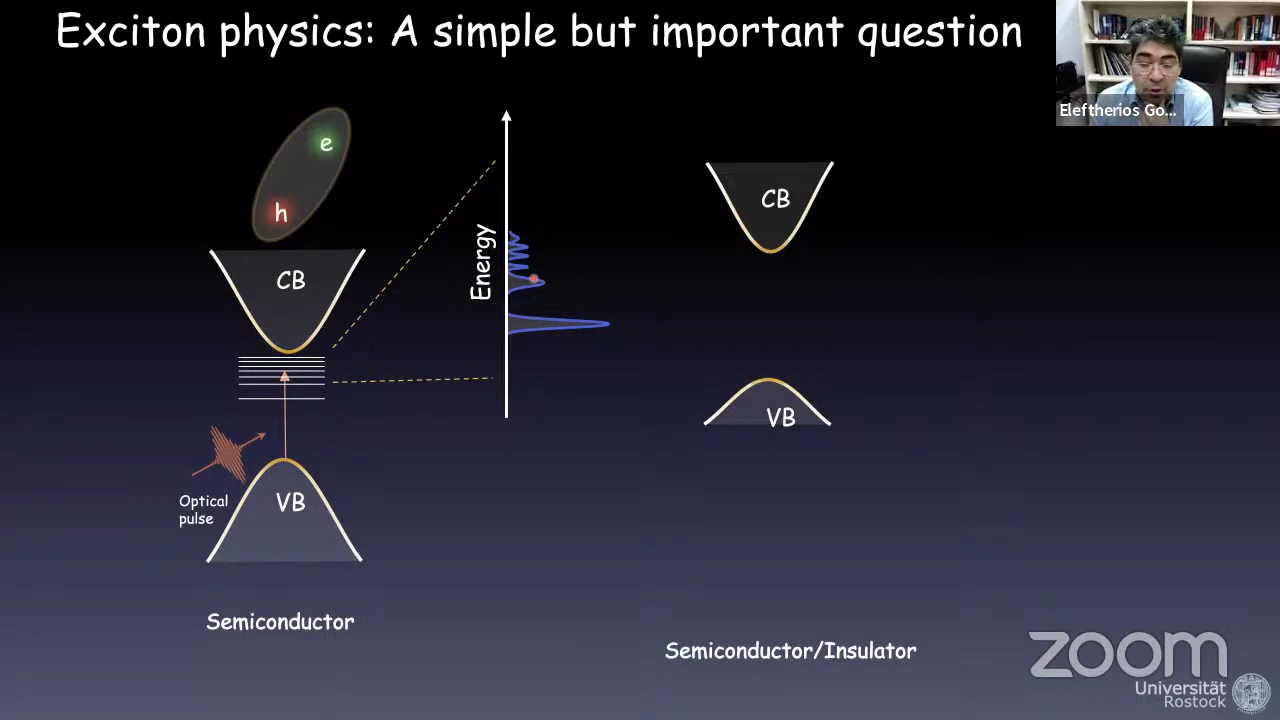 Exciton physics: A simple but important question
Eleftherios Go...
e
h
CB
Energy
Optical
pulse
VB
Semiconductor
CB
VB
Semiconductor/Insulator
zoom
Universität
Rostock